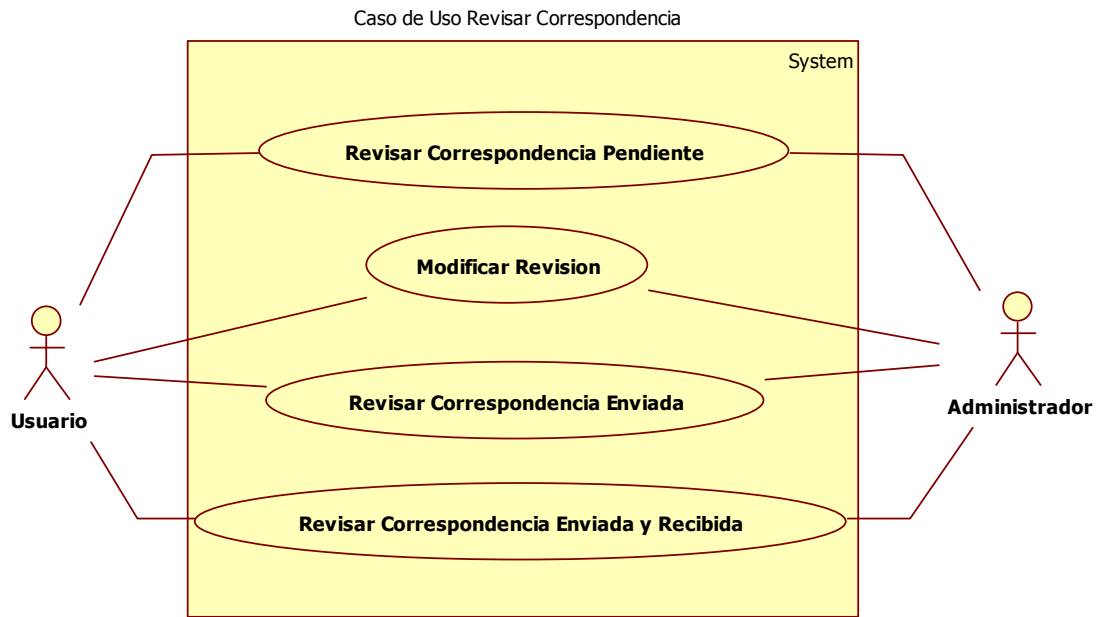 Caso de Uso Revisar Correspondencia
System
Revisar Correspondencia Pendiente
Modificar Revision
Revisar Correspondencia Enviada
Usuario
Administrador
Revisar Correspondencia Enviada y Recibida